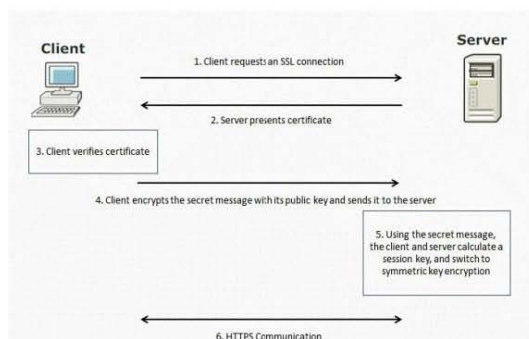 Client
Server
1. Client requests an SSL connection
2. Server presents certificate
3. Client verifies certificate
4. Client encrypts the secret message with its public key and sends it to the server
5. Using the secret message,
the client and server calculate a
session key, and switch to
symmetric key encryption
6. HTTPS Communication